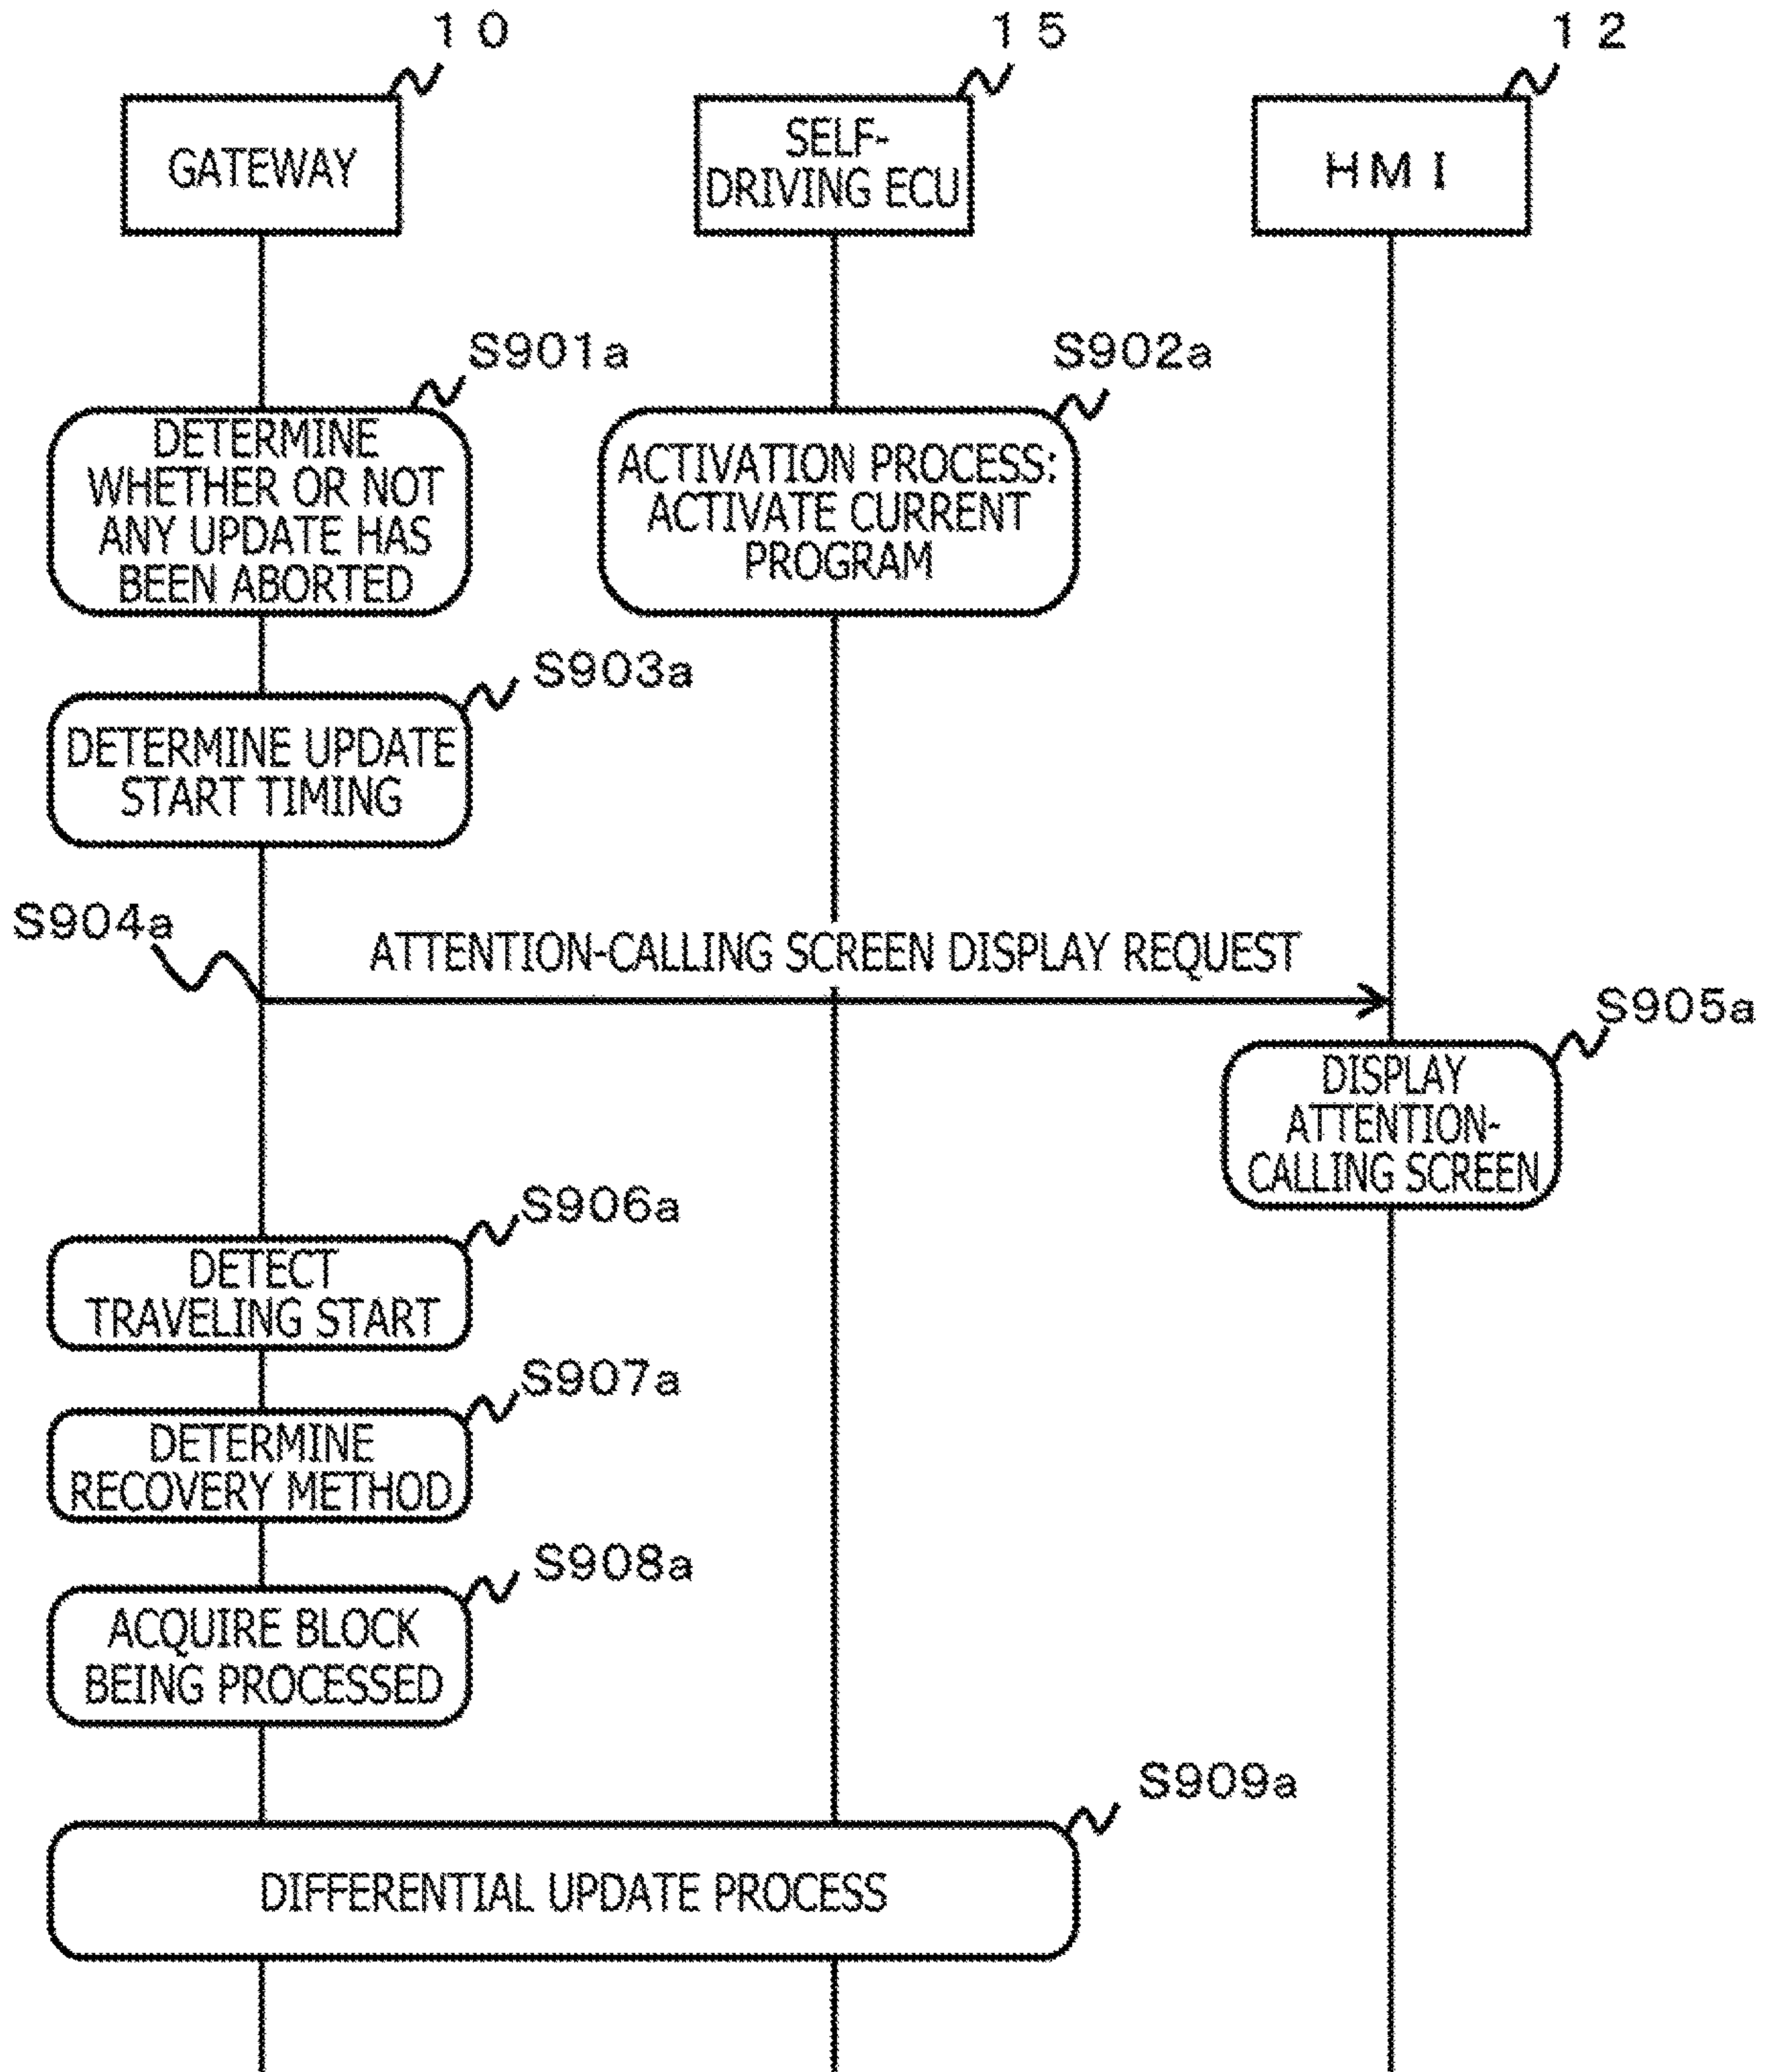 10
15
12
GATEWAY
SELF-
DRIVING ECU
HMI
S901a
S902a
DETERMINE
WHETHER OR NOT
ANY UPDATE HAS
BEEN ABORTED
ACTIVATION PROCESS:
ACTIVATE CURRENT
PROGRAM
S903a
DETERMINE UPDATE
START TIMING
S904a
ATTENTION-CALLING SCREEN DISPLAY REQUEST
S905a
DISPLAY
ATTENTION-
CALLING SCREEN
S906a
DETECT
TRAVELING START
S907a
DETERMINE
RECOVERY METHOD
S908a
ACQUIRE BLOCK
BEING PROCESSED
S909a
DIFFERENTIAL UPDATE PROCESS